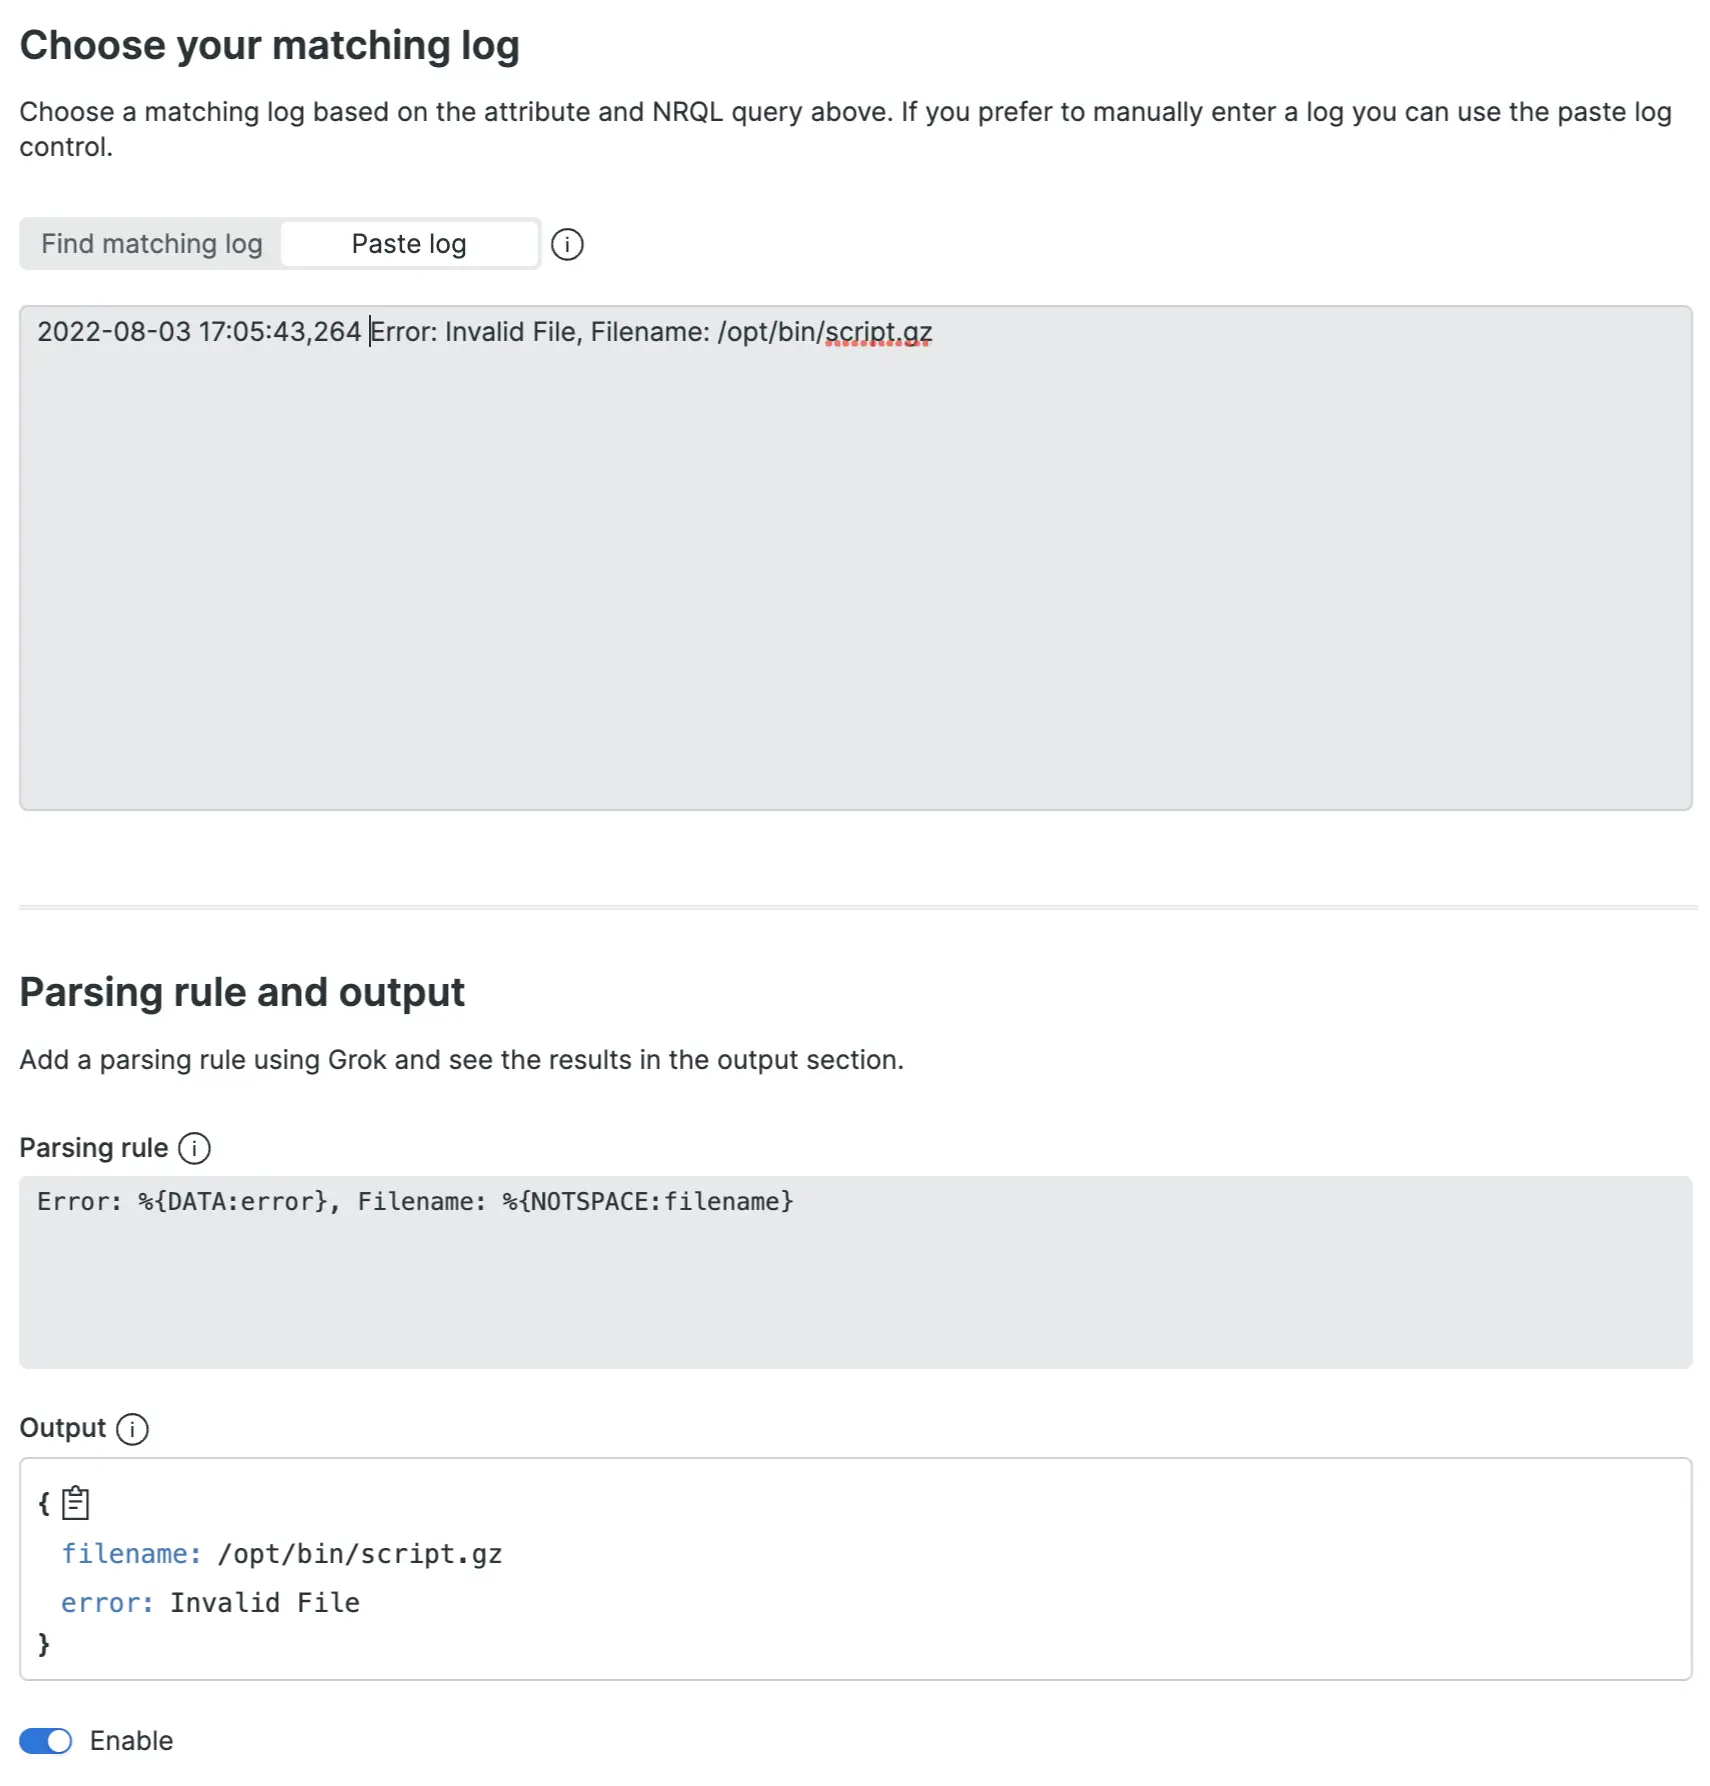 Choose your matching log
Choose a matching log based on the attribute and NRQL query above. If you prefer to manually enter a log you can use the paste log
control.
Find matching log Paste log
2022-08-03 17:05:43,264 Error: Invalid File, Filename: /opt/bin/script.gz
Parsing rule and output
Add a parsing rule using Grok and see the results in the output section.
Parsing rule
Error: %{DATA:error}, Filename: %{NOTSPACE:filename}
Output
{
filename: /opt/bin/script.gz
error: Invalid File
}
Enable